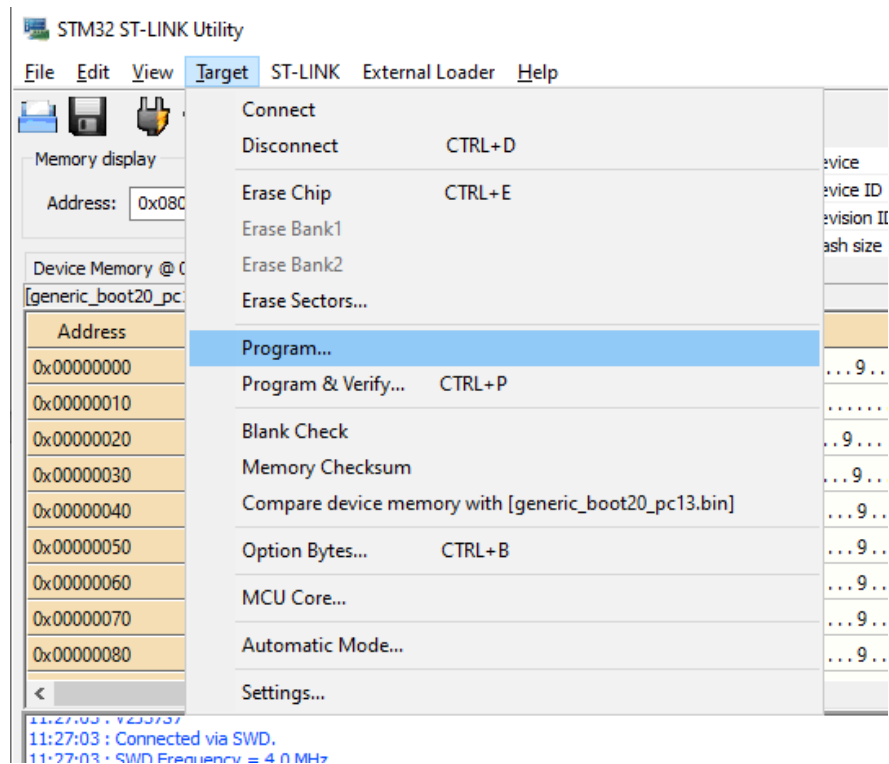 STM32 ST-LINK Utility
File Edit View Target ST-LINK External Loader Help
Connect
Disconnect CTRL+D
Memory display
Address: 0x080
Erase Chip CTRL+E
Erase Bank1
Erase Bank2
Erase Sectors...
evice
evice ID
evision ID
ash size
Device Memory @ 0
[generic_boot20_pc1
Address
Program...
Program & Verify... CTRL+P
Blank Check
Memory Checksum
Compare device memory with [generic_boot20_pc13.bin]
Option Bytes... CTRL+B
MCU Core...
Automatic Mode...
Settings...
0x00000000 ...9..
0x00000010 ......
0x00000020 ..9...
0x00000030 ...9..
0x00000040 ...9..
0x00000050 ...9..
0x00000060 ...9..
0x00000070 ...9..
0x00000080 ...9..
11:27:03 : V2J37S7
11:27:03 : Connected via SWD.
11:27:03 : SWD Frequency = 4.0 MHz